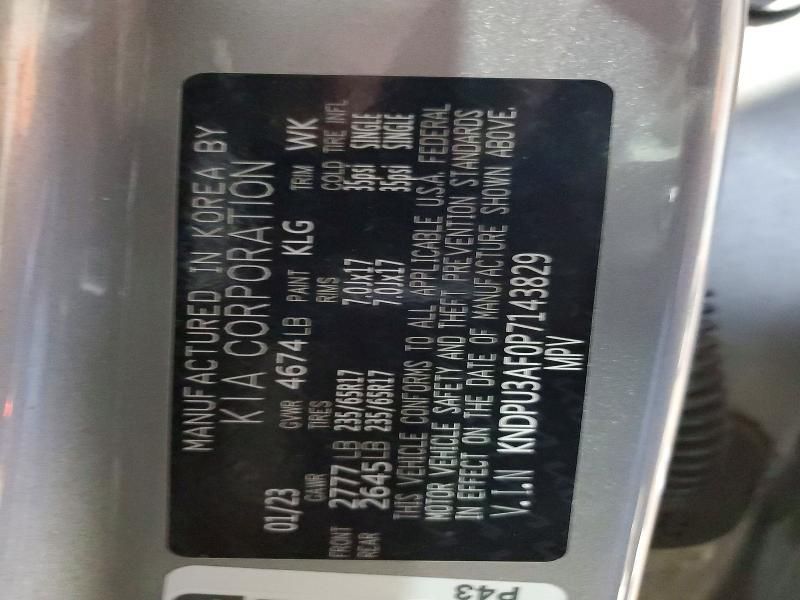 MANUFACTURED IN KOREA BY
KIA CORPORATION
01/23 GVWR 4674LB PAINT KLG TRIM WK
GAWR TIRES RIMS COLD TIRE INFL
FRONT 2777LB 235/65R17 7.0Jx17 35psi SINGLE
REAR 2645LB 235/65R17 7.0Jx17 35psi SINGLE
THIS VEHICLE CONFORMS TO ALL APPLICABLE U.S.A. FEDERAL
MOTOR VEHICLE SAFETY AND THEFT PREVENTION STANDARDS
IN EFFECT ON THE DATE OF MANUFACTURE SHOWN ABOVE.
V.I.N KNDPU3AF0P7143829
MPV
P43